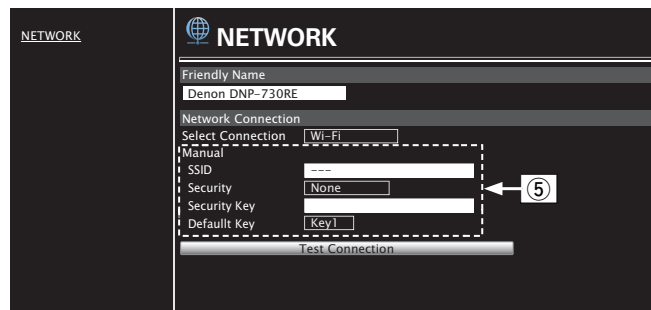 NETWORK
NETWORK
Friendly Name
Denon DNP-730RE
Network Connection
Select Connection Wi-Fi
Manual
SSID ---
Security None
⑤
Security Key
Defaullt Key Key1
Test Connection